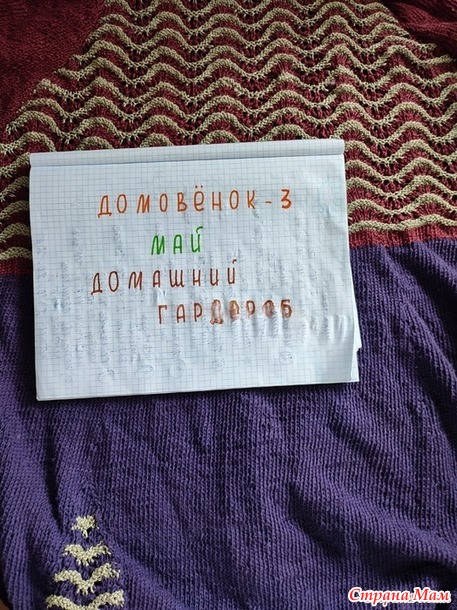 ДОМОВЁНОК - 3
МАЙ
ДОМАШНИЙ
ГАРДЕРОБ
Страна Мам